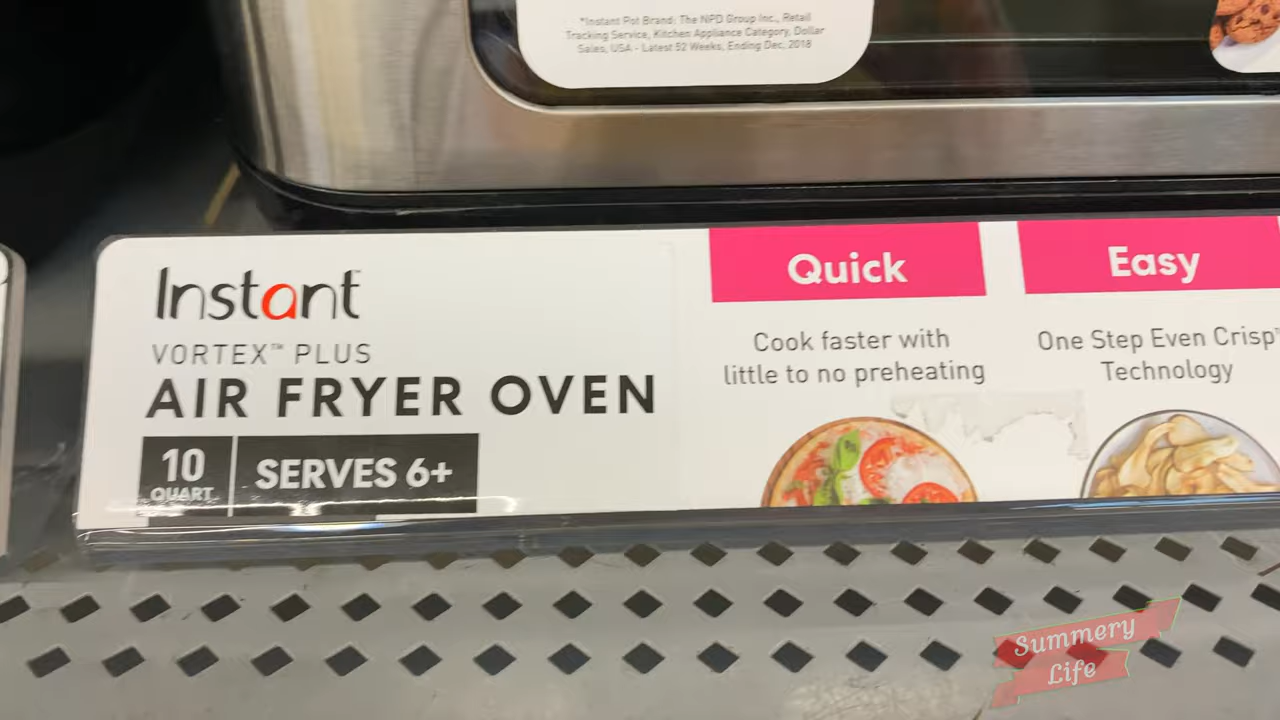 *Instant Pot Brand: The NPD Group Inc., Retail
Tracking Service, Kitchen Appliance Category, Dollar
Sales, USA - Latest 52 Weeks, Ending Dec. 2018
Instant
VORTEX™ PLUS
AIR FRYER OVEN
10
QUART
SERVES 6+
Quick
Cook faster with
little to no preheating
Easy
One Step Even Crisp™
Technology
Summery
Life